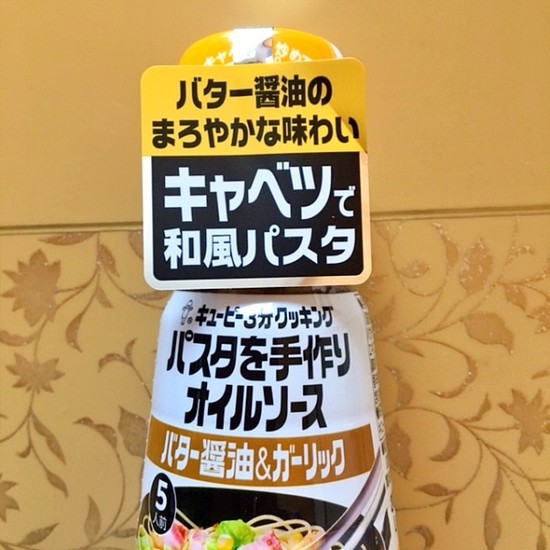 バター醤油の
まろやかな味わい
キャベツで
和風パスタ
キユーピー3分クッキング
パスタを手作り
オイルソース
バター醤油&ガーリック
5
人前